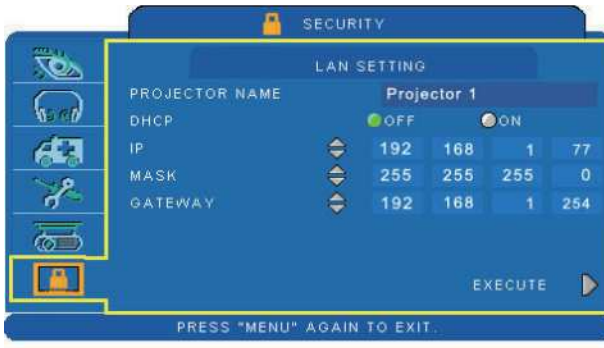 SECURITY
LAN SETTING
PROJECTOR NAME Projector 1
DHCP OFF ON
IP 192 168 1 77
MASK 255 255 255 0
GATEWAY 192 168 1 254
EXECUTE
PRESS "MENU" AGAIN TO EXIT.